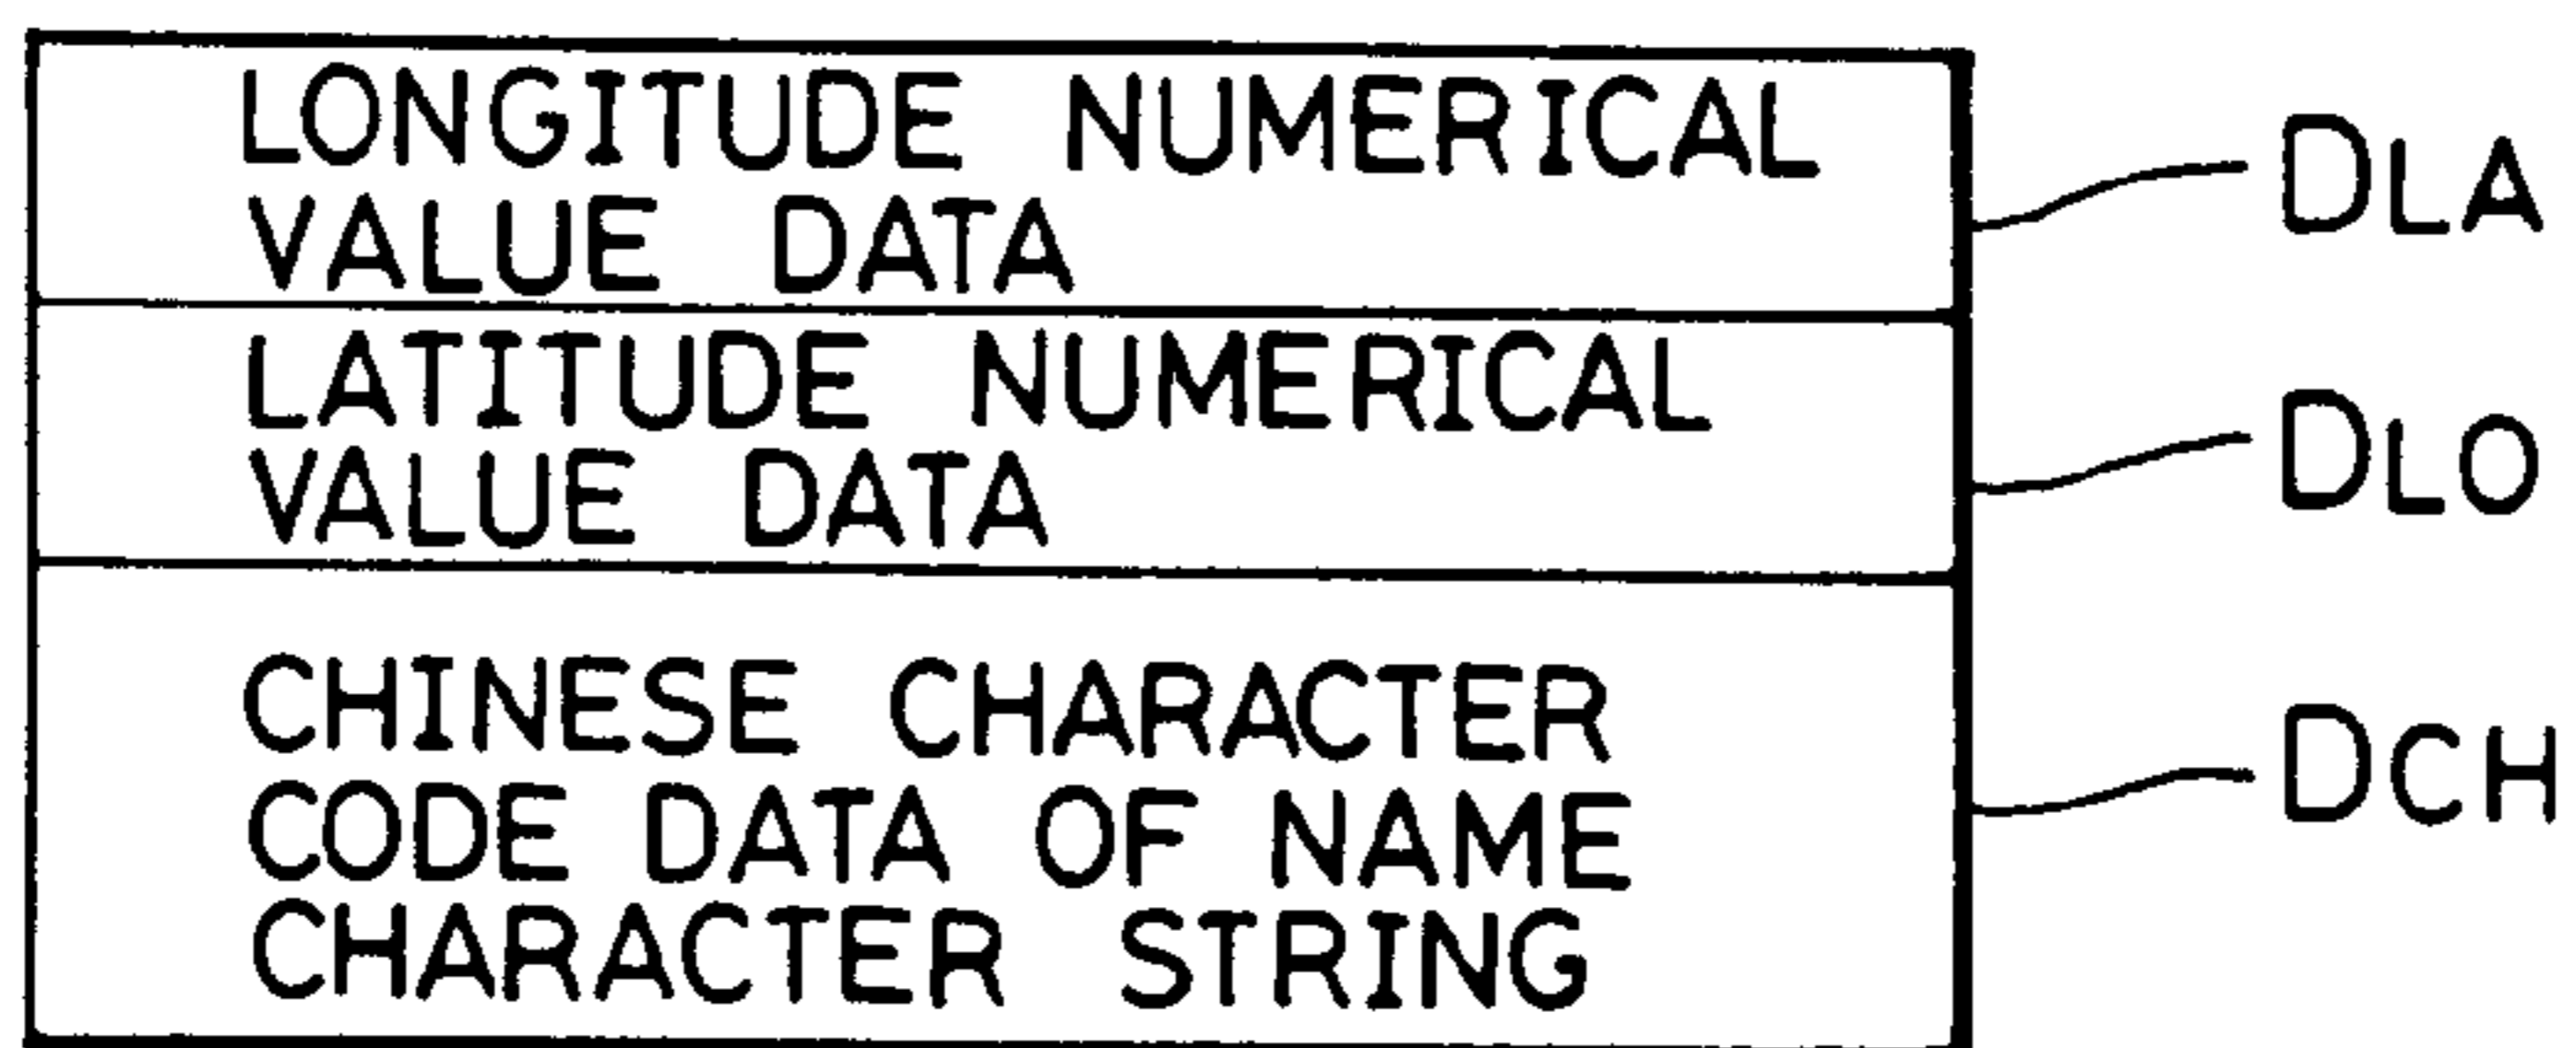 LONGITUDE NUMERICAL
VALUE DATA
DLA
LATITUDE NUMERICAL
VALUE DATA
DLO
CHINESE CHARACTER
CODE DATA OF NAME
CHARACTER STRING
DCH